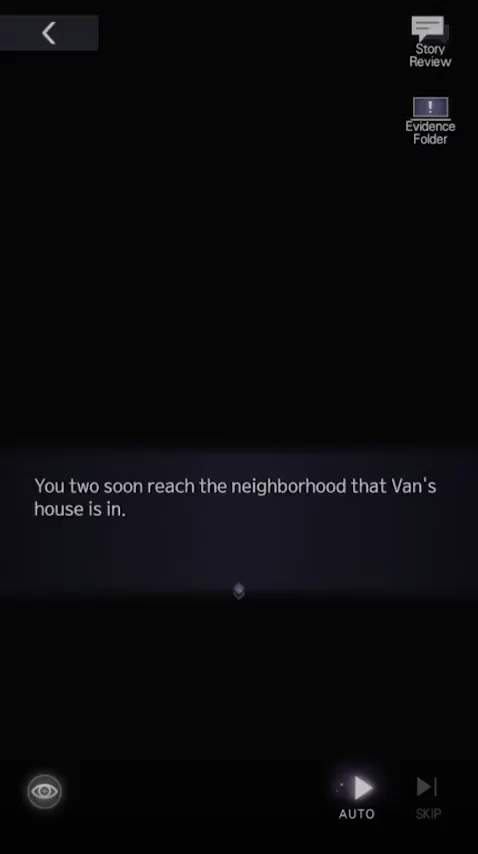 Story
Review
!
Evidence
Folder
You two soon reach the neighborhood that Van's
house is in.
AUTO
SKIP